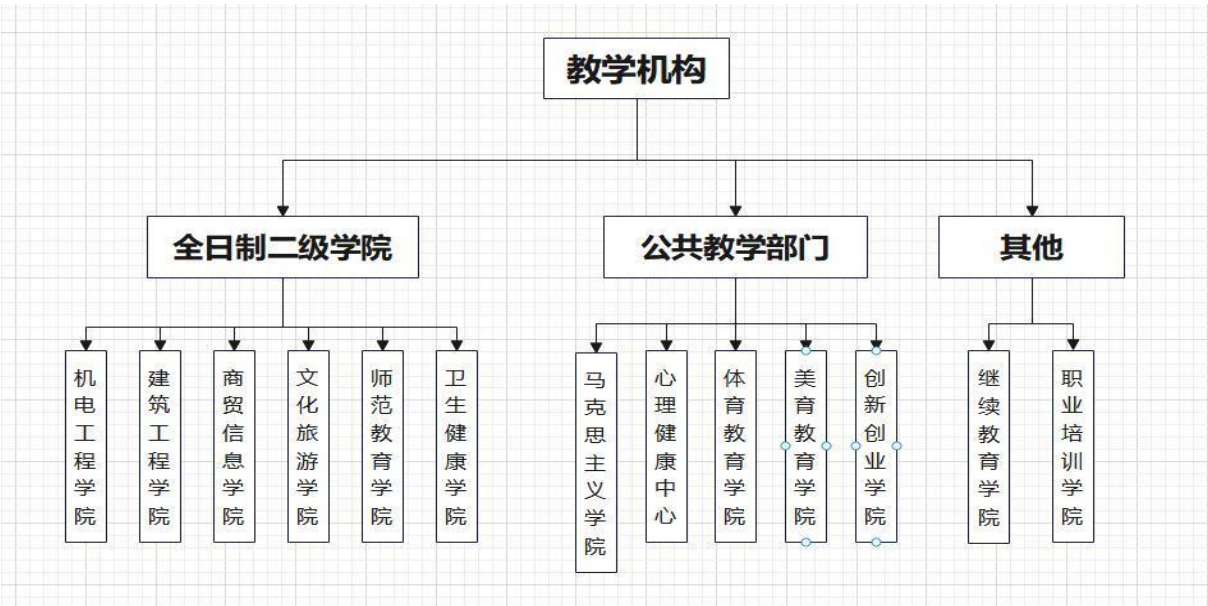 教学机构
全日制二级学院
公共教学部门
其他
机电工程学院
建筑工程学院
商贸信息学院
文化旅游学院
师范教育学院
卫生健康学院
马克思主义学院
心理健康中心
体育教育学院
美育教育学院
创新创业学院
继续教育学院
职业培训学院